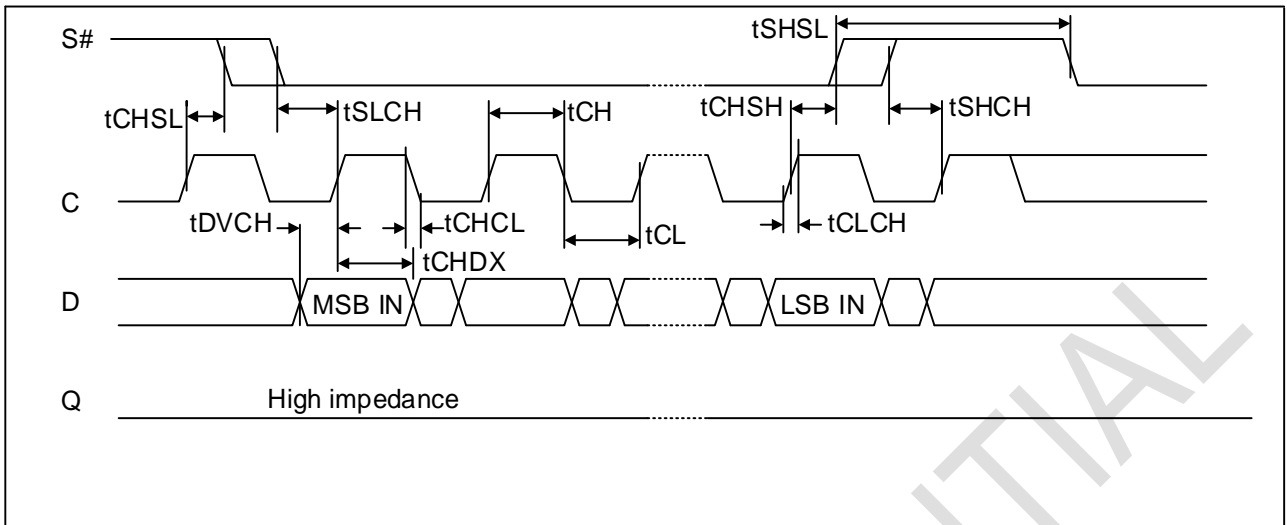 S#
tSHSL
tCHSL
tSLCH
tCH
tCHSH
tSHCH
C
tDVCH
tCHCL
tCL
tCLCH
tCHDX
D
MSB IN
LSB IN
Q
High impedance